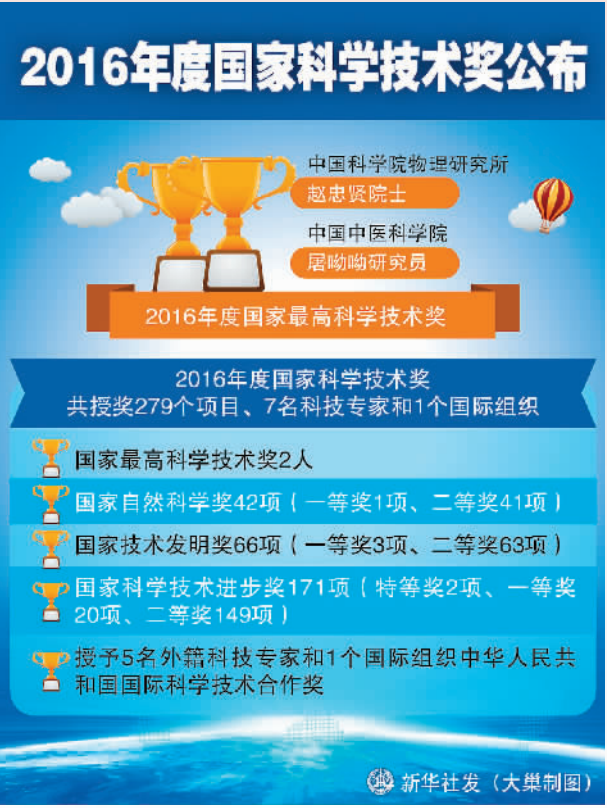 2016年度国家科学技术奖公布
中国科学院物理研究所
赵忠贤院士
中国中医科学院
屠呦呦研究员
2016年度国家最高科学技术奖
2016年度国家科学技术奖
共授奖279个项目、7名科技专家和1个国际组织
国家最高科学技术奖2人
国家自然科学奖42项（一等奖1项、二等奖41项）
国家技术发明奖66项（一等奖3项、二等奖63项）
国家科学技术进步奖171项（特等奖2项、一等奖
20项、二等奖149项）
授予5名外籍科技专家和1个国际组织中华人民共
和国国际科学技术合作奖
新华社发（大巢制图）